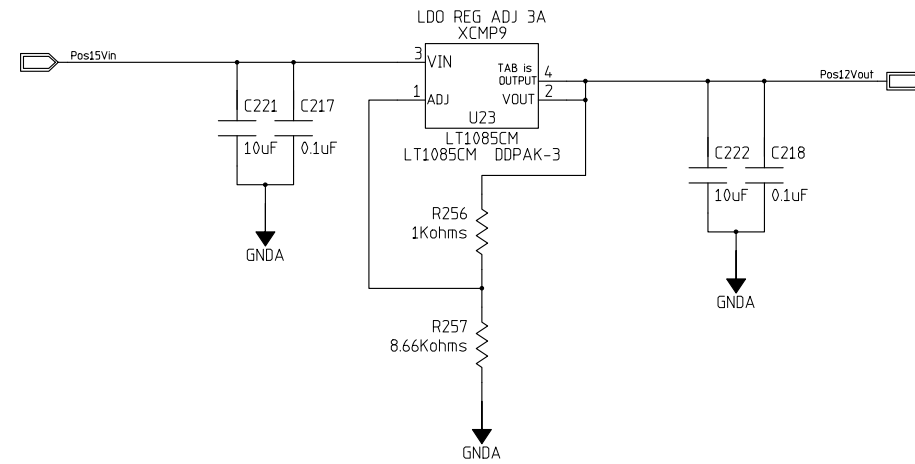 LDO REG ADJ 3A
XCMP9
Pos15Vin
3 VIN
TAB is
OUTPUT 4
1 ADJ
VOUT 2
U23
LT1085CM
LT1085CM DDPAK-3
Pos12Vout
C221 C217
10uF 0.1uF
GNDA
C222 C218
10uF 0.1uF
GNDA
R256
1Kohms
R257
8.66Kohms
GNDA